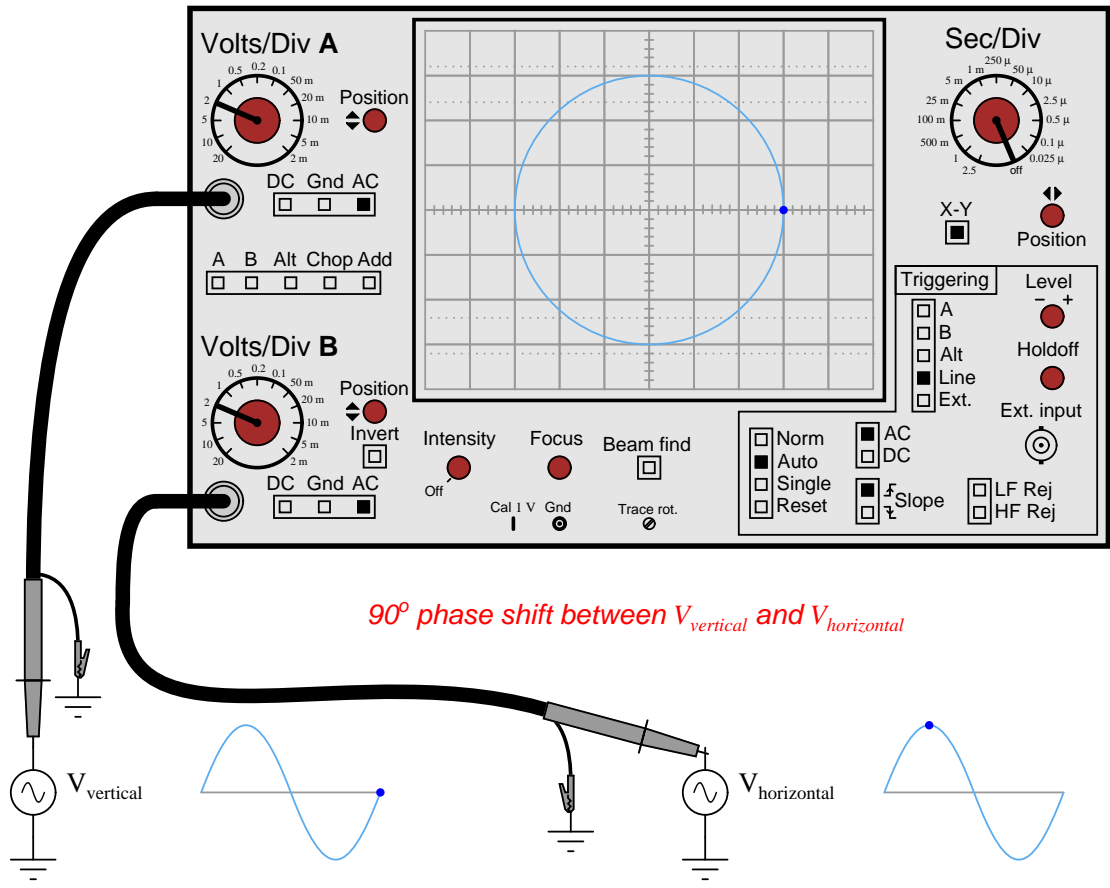 Volts/Div A
20 10 5 2 1 0.5 0.2 0.1 50 m 20 m 10 m 5 m 2 m
Position
DC Gnd AC
A B Alt Chop Add
Volts/Div B
20 10 5 2 1 0.5 0.2 0.1 50 m 20 m 10 m 5 m 2 m
Position
Invert
DC Gnd AC
Intensity
Off
Focus
Beam find
Cal 1 V Gnd
Trace rot.
Sec/Div
2.5 1 500 m 100 m 25 m 5 m 1 m 250 µ 50 µ 10 µ 2.5 µ 0.5 µ 0.1 µ 0.025 µ off
X-Y
Position
Triggering
A
B
Alt
Line
Ext.
Level
− +
Holdoff
Ext. input
Norm
Auto
Single
Reset
AC
DC
Slope
LF Rej
HF Rej
90° phase shift between Vvertical and Vhorizontal
Vvertical
Vhorizontal